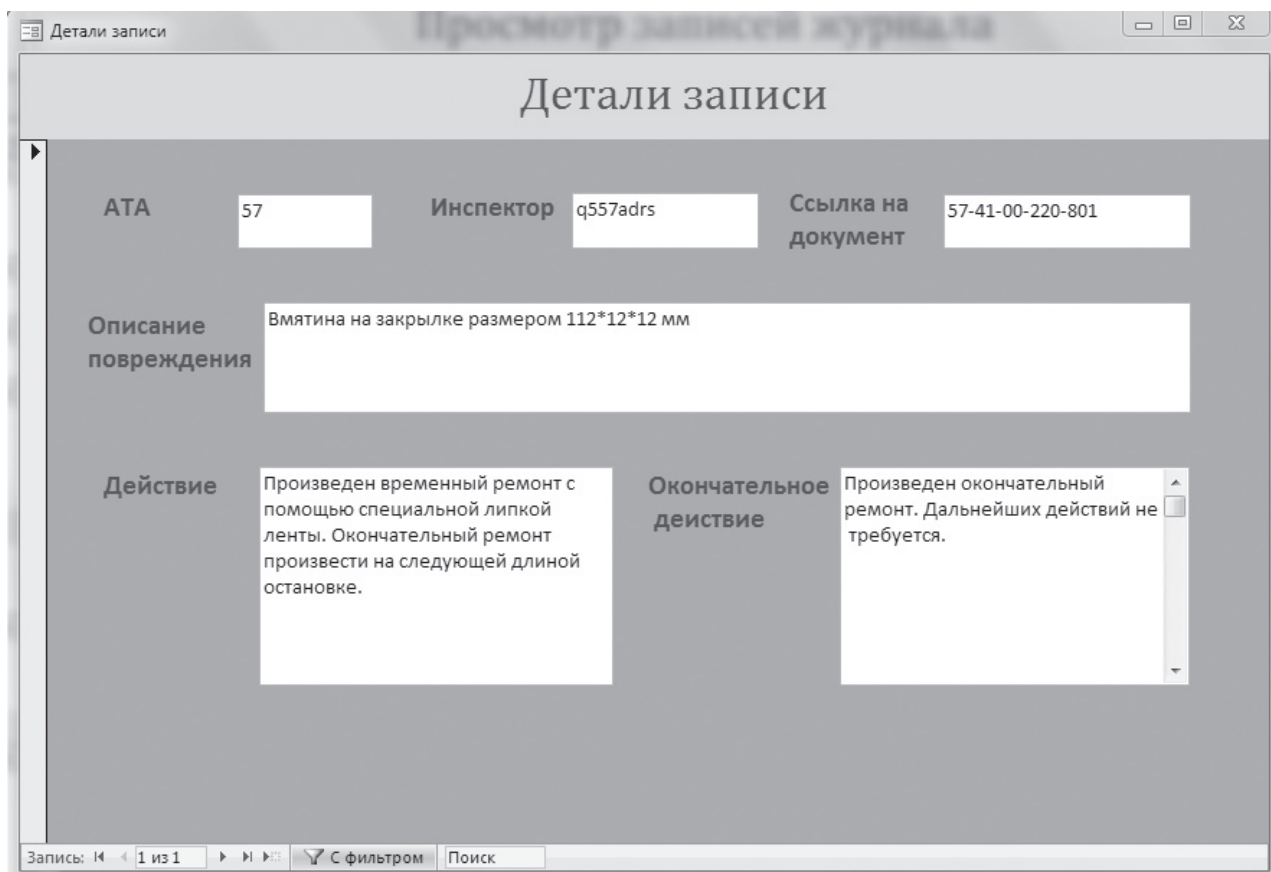 Просмотр записей журнала
Детали записи
Детали записи
АТА
57
Инспектор
q557adrs
Ссылка на
документ
57-41-00-220-801
Описание
повреждения
Вмятина на закрылке размером 112*12*12 мм
Действие
Произведен временный ремонт с
помощью специальной липкой
ленты. Окончательный ремонт
произвести на следующей длиной
остановке.
Окончательное
деиствие
Произведен окончательный
ремонт. Дальнейших действий не
требуется.
Запись:
1 из 1
С фильтром
Поиск